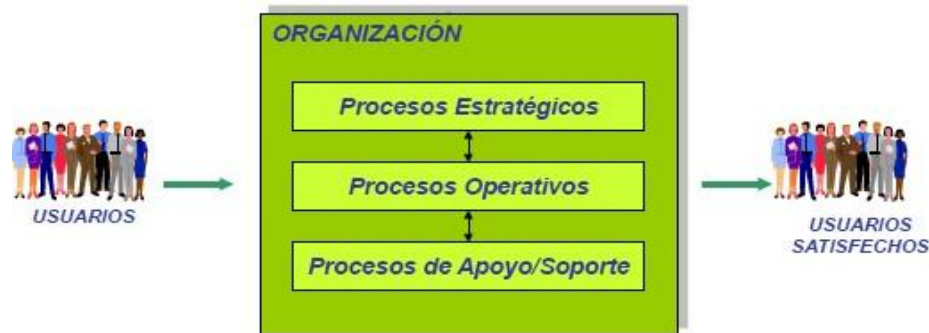 ORGANIZACIÓN
Procesos Estratégicos
Procesos Operativos
Procesos de Apoyo/Soporte
USUARIOS
USUARIOS
SATISFECHOS